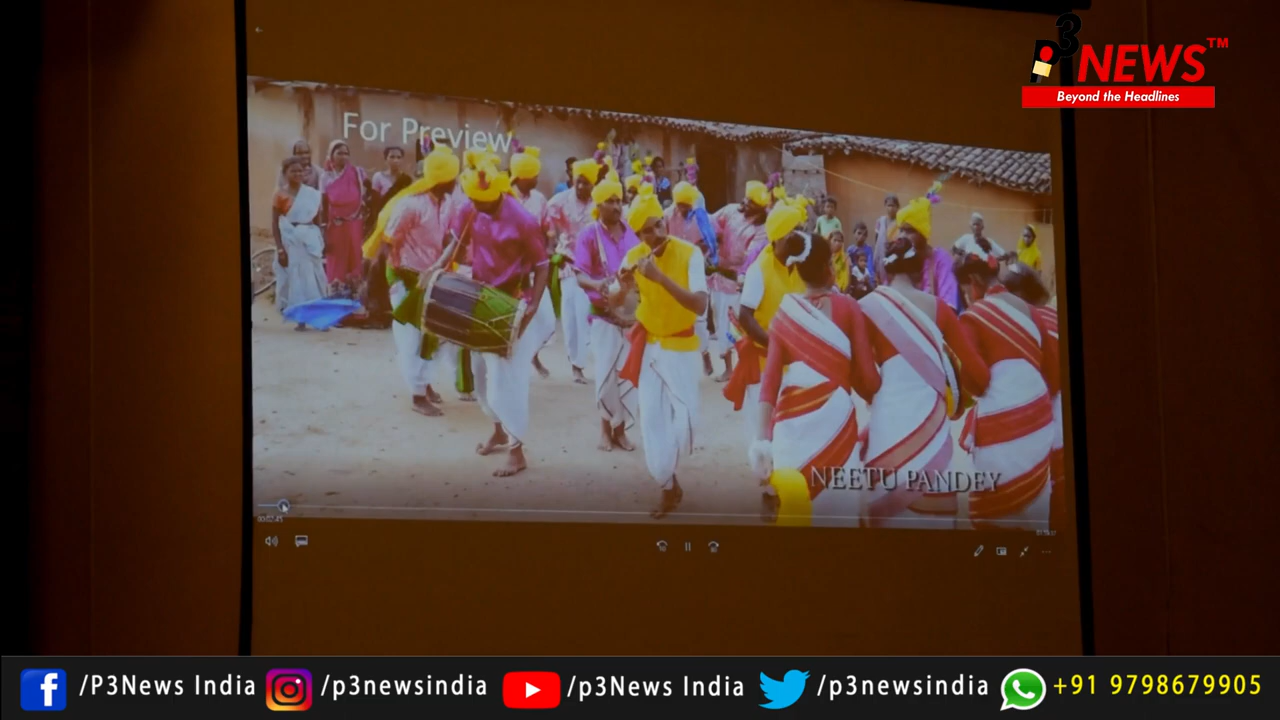 P3 NEWS™
Beyond the Headlines
For Preview
NEETU PANDEY
/P3News India
/p3newsindia
/p3News India
/p3newsindia
+91 9798679905